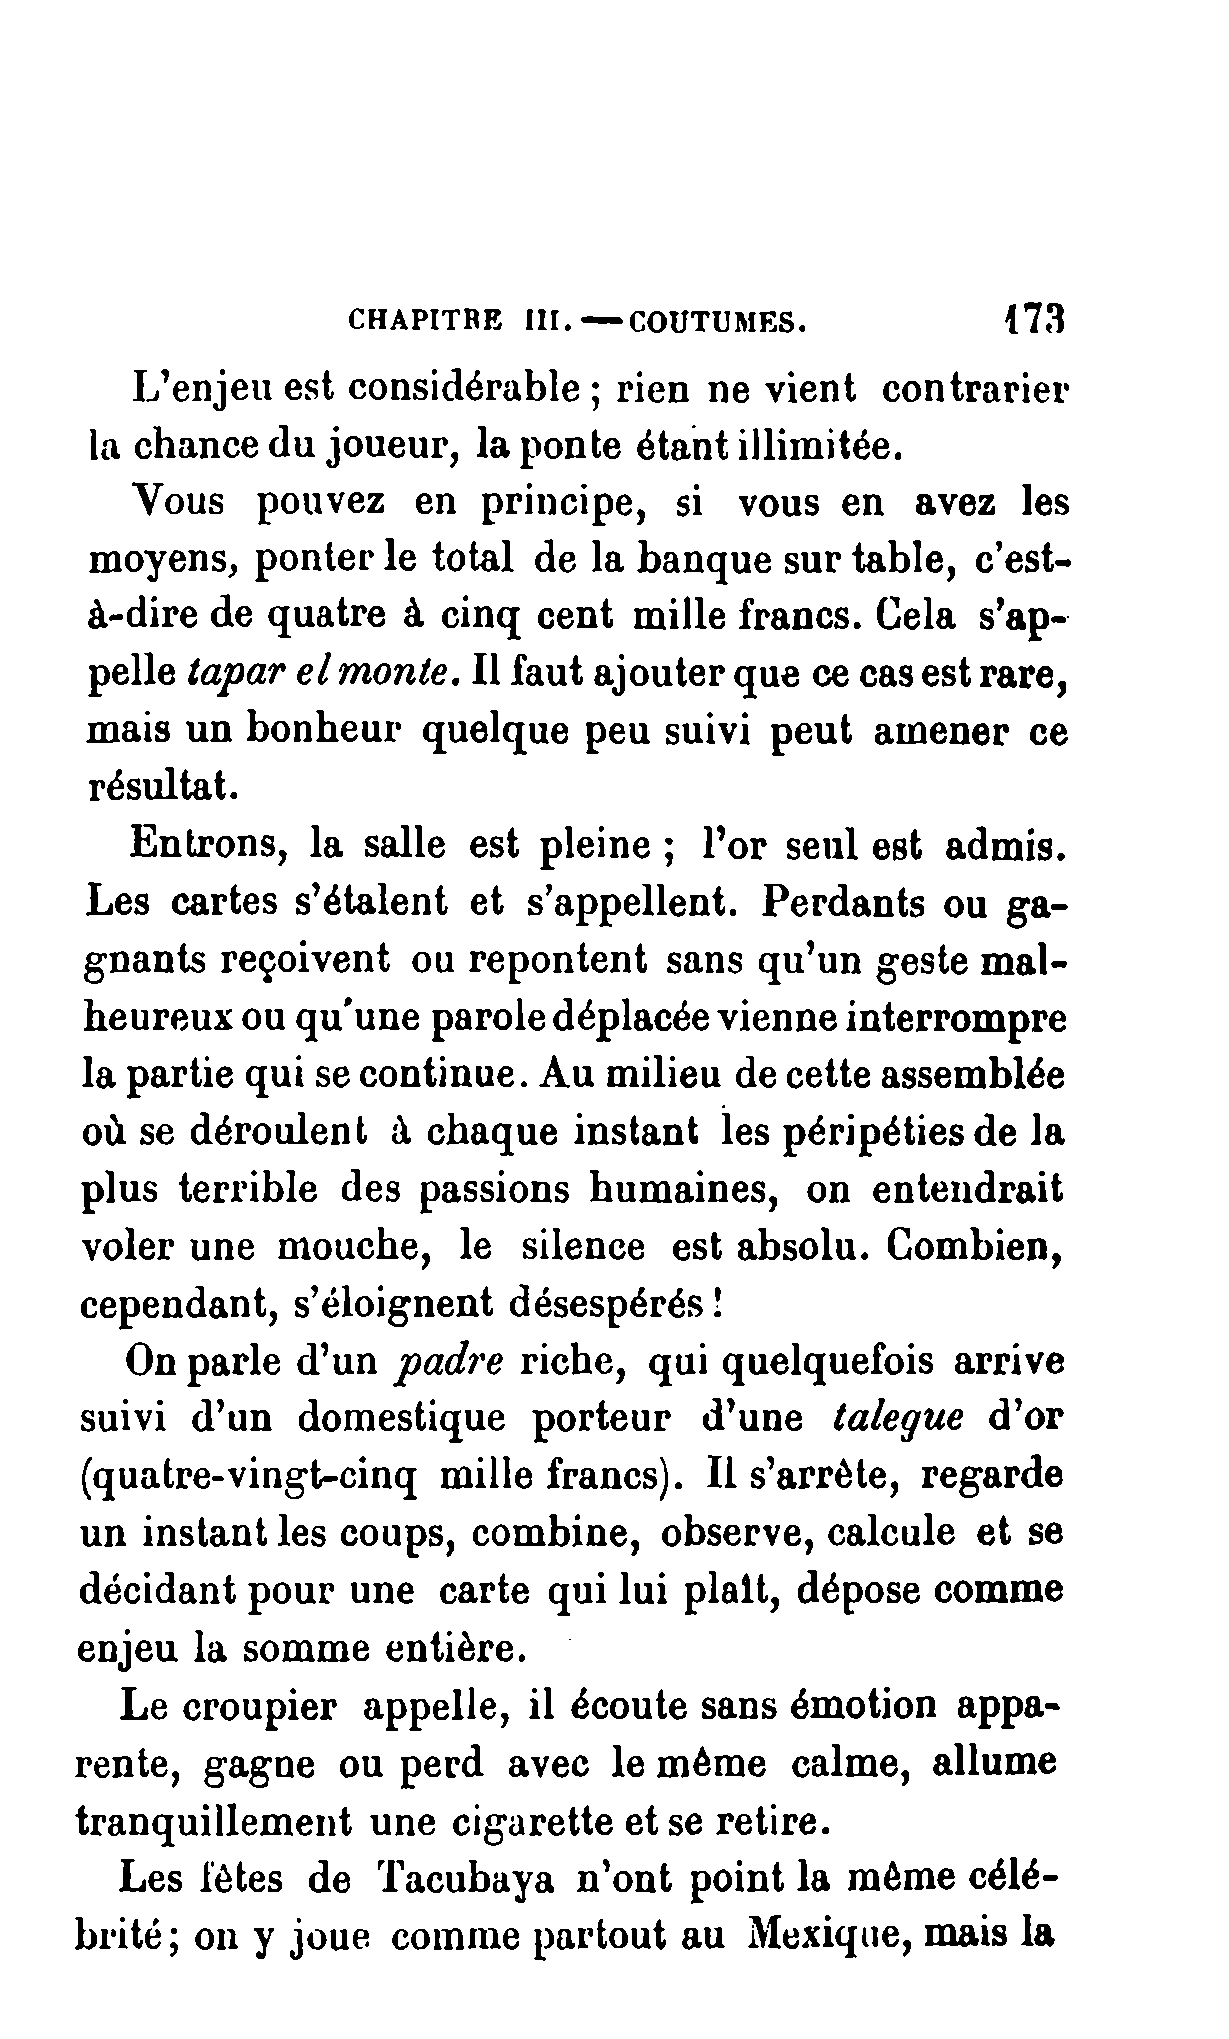 CHAPITRE III. — COUTUMES. 173
L'enjeu est considérable ; rien ne vient contrarier
la chance du joueur, la ponte étant illimitée.
Vous pouvez en principe, si vous en avez les
moyens, ponter le total de la banque sur table, c'est-
à-dire de quatre à cinq cent mille francs. Cela s'ap-
pelle tapar el monte. Il faut ajouter que ce cas est rare,
mais un bonheur quelque peu suivi peut amener ce
résultat.
Entrons, la salle est pleine ; l'or seul est admis.
Les cartes s'étalent et s'appellent. Perdants ou ga-
gnants reçoivent ou repontent sans qu'un geste mal-
heureux ou qu'une parole déplacée vienne interrompre
la partie qui se continue. Au milieu de cette assemblée
où se déroulent à chaque instant les péripéties de la
plus terrible des passions humaines, on entendrait
voler une mouche, le silence est absolu. Combien,
cependant, s'éloignent désespérés !
On parle d'un padre riche, qui quelquefois arrive
suivi d'un domestique porteur d'une talegue d'or
(quatre-vingt-cinq mille francs). Il s'arrête, regarde
un instant les coups, combine, observe, calcule et se
décidant pour une carte qui lui plaît, dépose comme
enjeu la somme entière.
Le croupier appelle, il écoute sans émotion appa-
rente, gagne ou perd avec le même calme, allume
tranquillement une cigarette et se retire.
Les fêtes de Tacubaya n'ont point la même célé-
brité; on y joue comme partout au Mexique, mais la